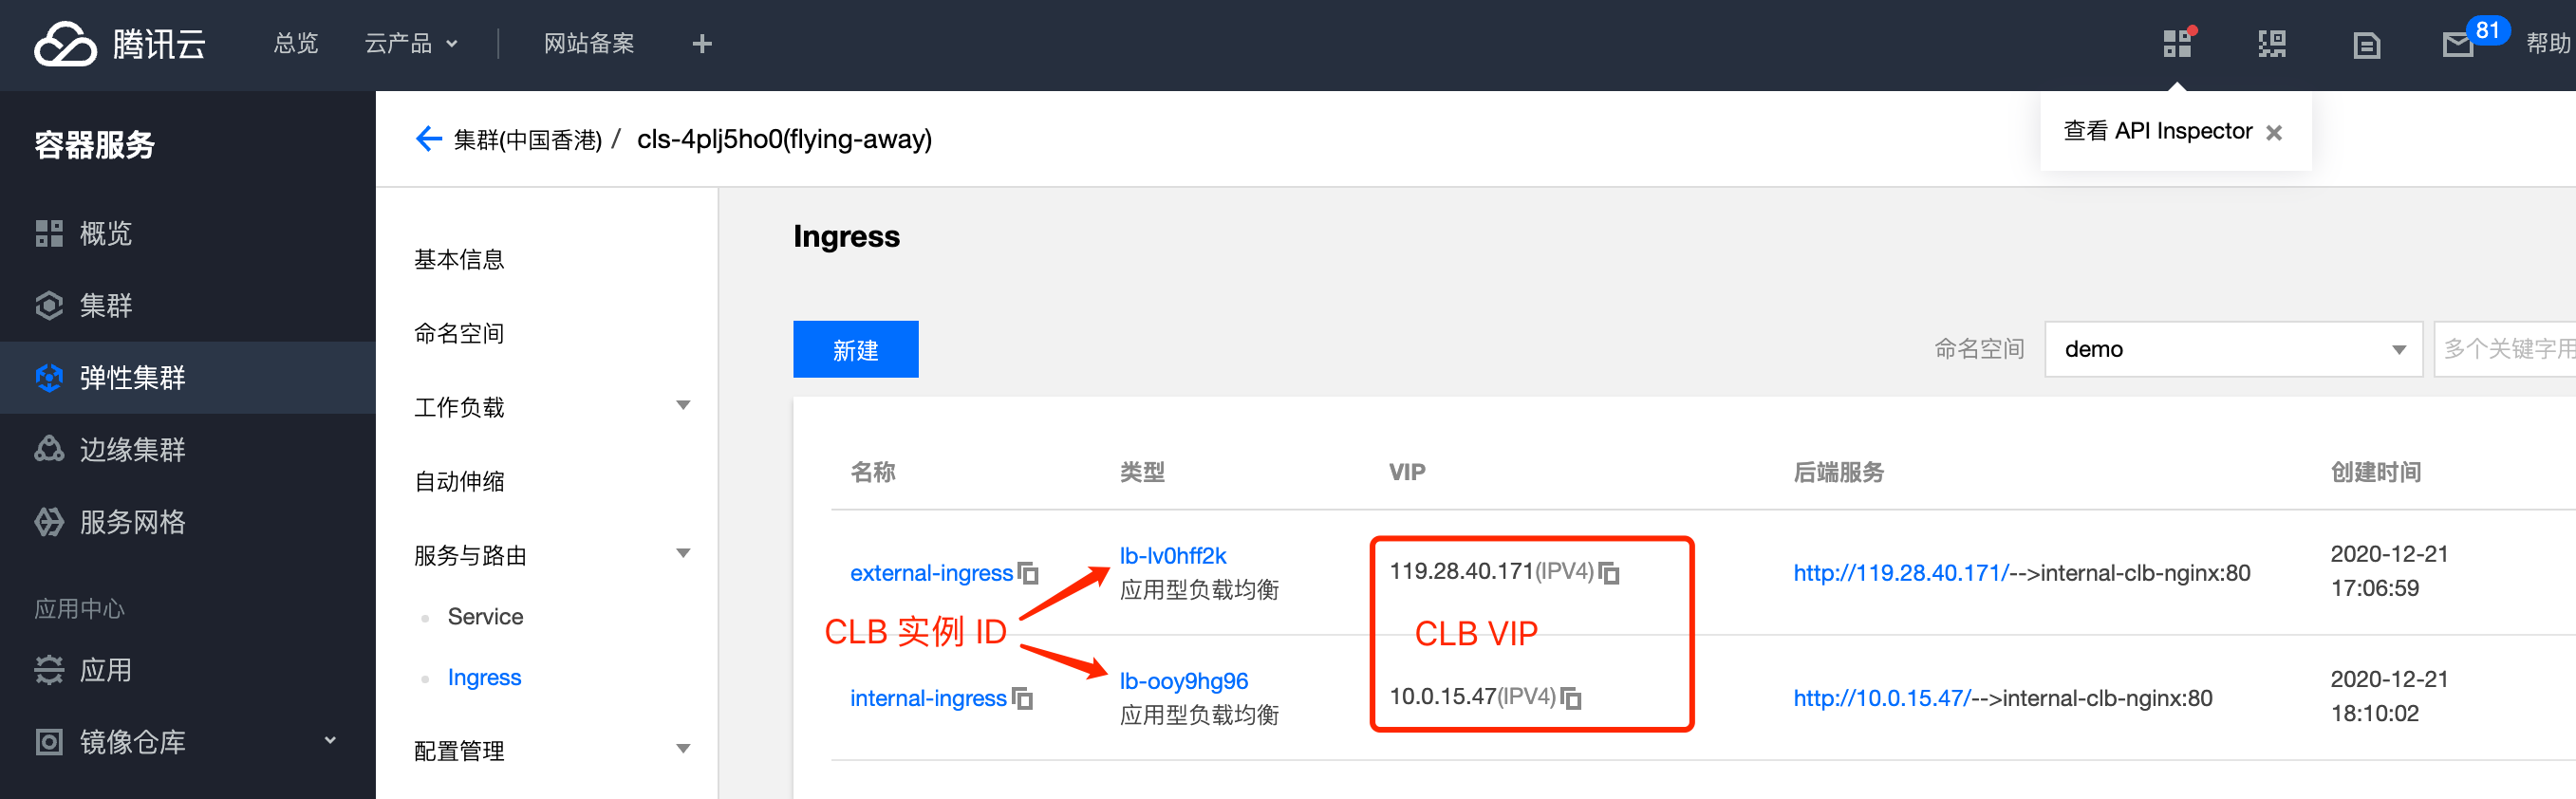 腾讯云
总览
云产品
网站备案
81
帮助
查看 API Inspector
容器服务
概览
集群
弹性集群
边缘集群
服务网格
应用中心
应用
镜像仓库
集群(中国香港) / cls-4plj5ho0(flying-away)
基本信息
命名空间
工作负载
自动伸缩
服务与路由
Service
Ingress
配置管理
Ingress
新建
命名空间
demo
多个关键字用
名称 类型 VIP 后端服务 创建时间
external-ingress
lb-lv0hff2k
应用型负载均衡
119.28.40.171(IPV4)
http://119.28.40.171/-->internal-clb-nginx:80
2020-12-21
17:06:59
CLB 实例 ID
CLB VIP
internal-ingress
lb-ooy9hg96
应用型负载均衡
10.0.15.47(IPV4)
http://10.0.15.47/-->internal-clb-nginx:80
2020-12-21
18:10:02